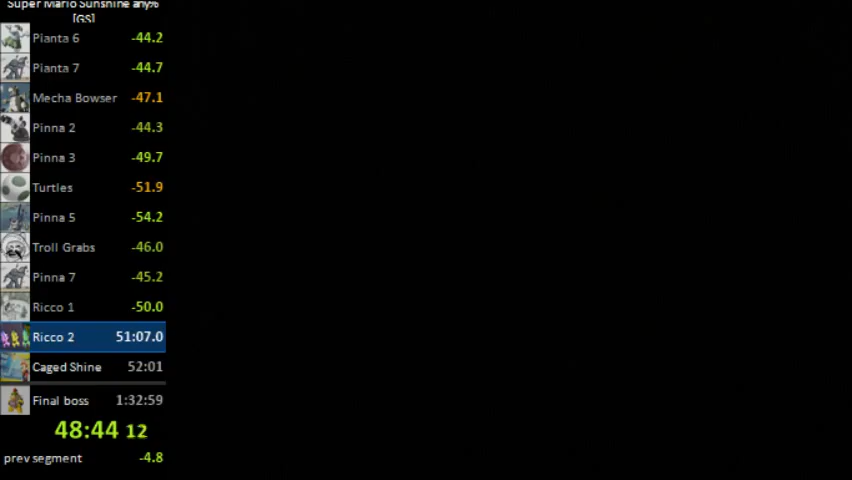 Super Mario Sunshine any%
[GS]
Pianta 6 -44.2
Pianta 7 -44.7
Mecha Bowser -47.1
Pinna 2 -44.3
Pinna 3 -49.7
Turtles -51.9
Pinna 5 -54.2
Troll Grabs -46.0
Pinna 7 -45.2
Ricco 1 -50.0
Ricco 2 51:07.0
Caged Shine 52:01
Final boss 1:32:59
48:44 12
prev segment -4.8